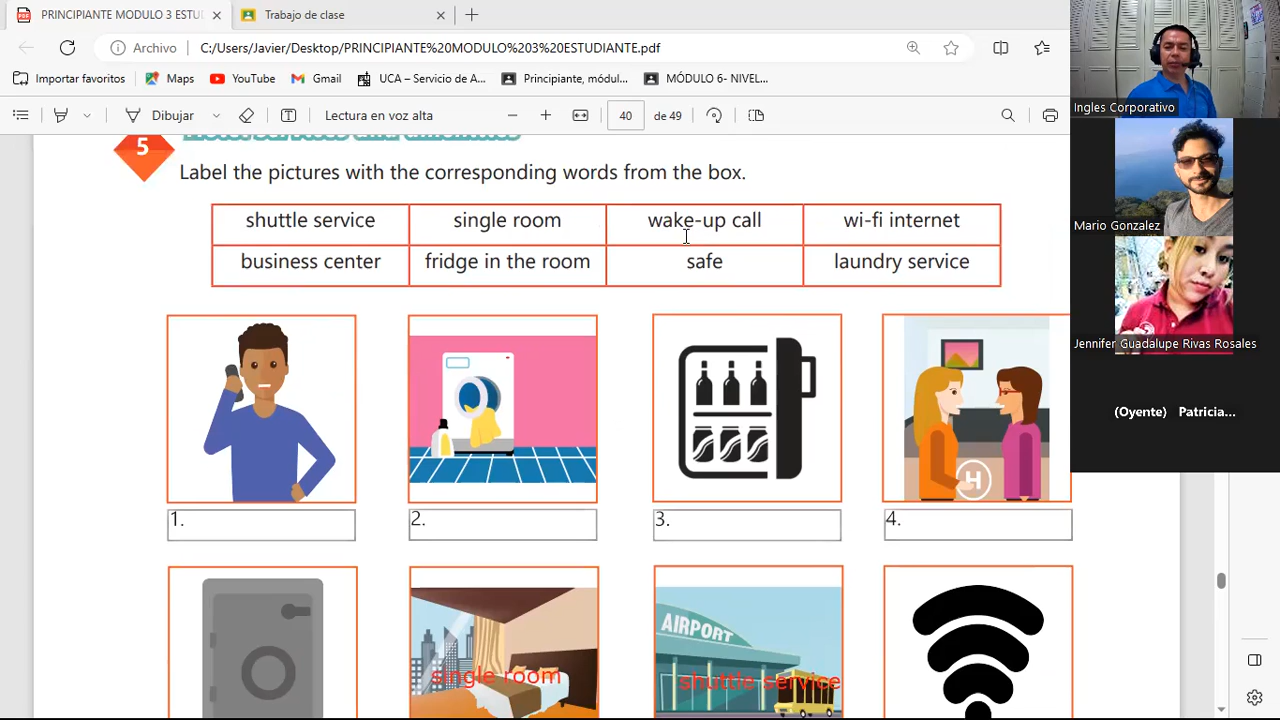 PRINCIPIANTE MODULO 3 ESTU
Trabajo de clase
Archivo C:/Users/Javier/Desktop/PRINCIPIANTE%20MODULO%203%20ESTUDIANTE.pdf
Importar favoritos Maps YouTube Gmail UCA – Servicio de A... Principiante, módul... MÓDULO 6- NIVEL...
Dibujar Lectura en voz alta 40 de 49
5
Label the pictures with the corresponding words from the box.
shuttle service single room wake-up call wi-fi internet
business center fridge in the room safe laundry service
1. 2. 3. 4.
H
single room
AIRPORT
shuttle service
Ingles Corporativo
Mario Gonzalez
Jennifer Guadalupe Rivas Rosales
(Oyente) Patricia...